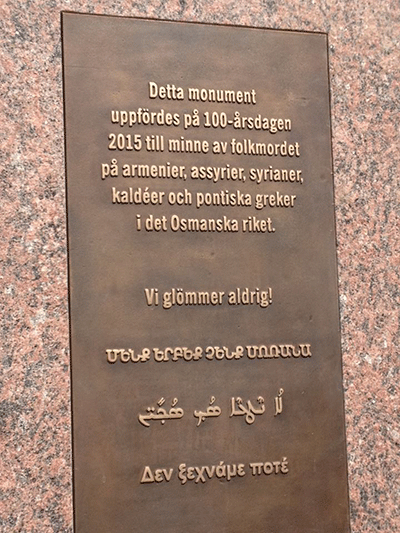 Detta monument
uppfördes på 100-årsdagen
2015 till minne av folkmordet
på armenier, assyrier, syrianer,
kaldéer och pontiska greker
i det Osmanska riket.
Vi glömmer aldrig!
ՄԵՆՔ ԵՐԲԵՔ ՉԵՆՔ ՄՈՌԱՆԱ
ܠܳܐ
Δεν ξεχνάμε ποτέ